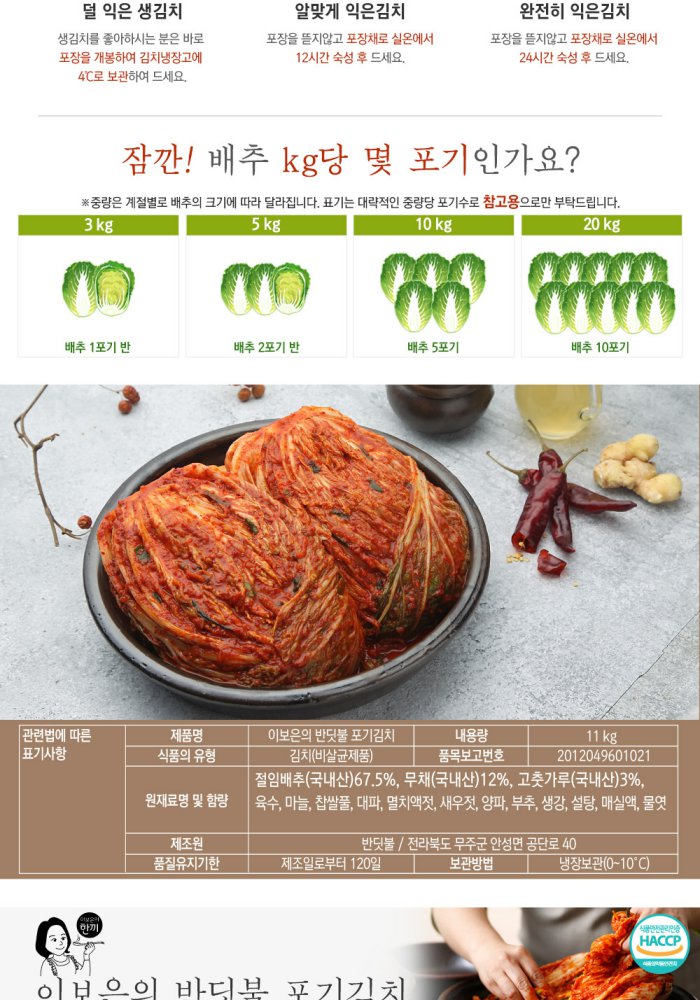 덜 익은 생김치
생김치를 좋아하시는 분은 바로
포장을 개봉하여 김치냉장고에
4℃로 보관하여 드세요.
알맞게 익은김치
포장을 뜯지않고 포장채로 실온에서
12시간 숙성 후 드세요.
완전히 익은김치
포장을 뜯지않고 포장채로 실온에서
24시간 숙성 후 드세요.
잠깐! 배추 kg당 몇 포기인가요?
※중량은 계절별로 배추의 크기에 따라 달라집니다. 표기는 대략적인 중량당 포기수로 참고용으로만 부탁드립니다.
3 kg
5 kg
10 kg
20 kg
배추 1포기 반
배추 2포기 반
배추 5포기
배추 10포기
관련법에 따른
표기사항
제품명
이보은의 반딧불 포기김치
내용량
11 kg
식품의 유형
김치(비살균제품)
품목보고번호
2012049601021
원재료명 및 함량
절임배추(국내산)67.5%, 무채(국내산)12%, 고춧가루(국내산)3%,
육수, 마늘, 찹쌀풀, 대파, 멸치액젓, 새우젓, 양파, 부추, 생강, 설탕, 매실액, 물엿
제조원
반딧불 / 전라북도 무주군 안성면 공단로 40
품질유지기한
제조일로부터 120일
보관방법
냉장보관(0~10˚C)
이보은의
한끼
식품안전관리인증
HACCP
식품의약품안전처
이보은의 반딧불 포기김치